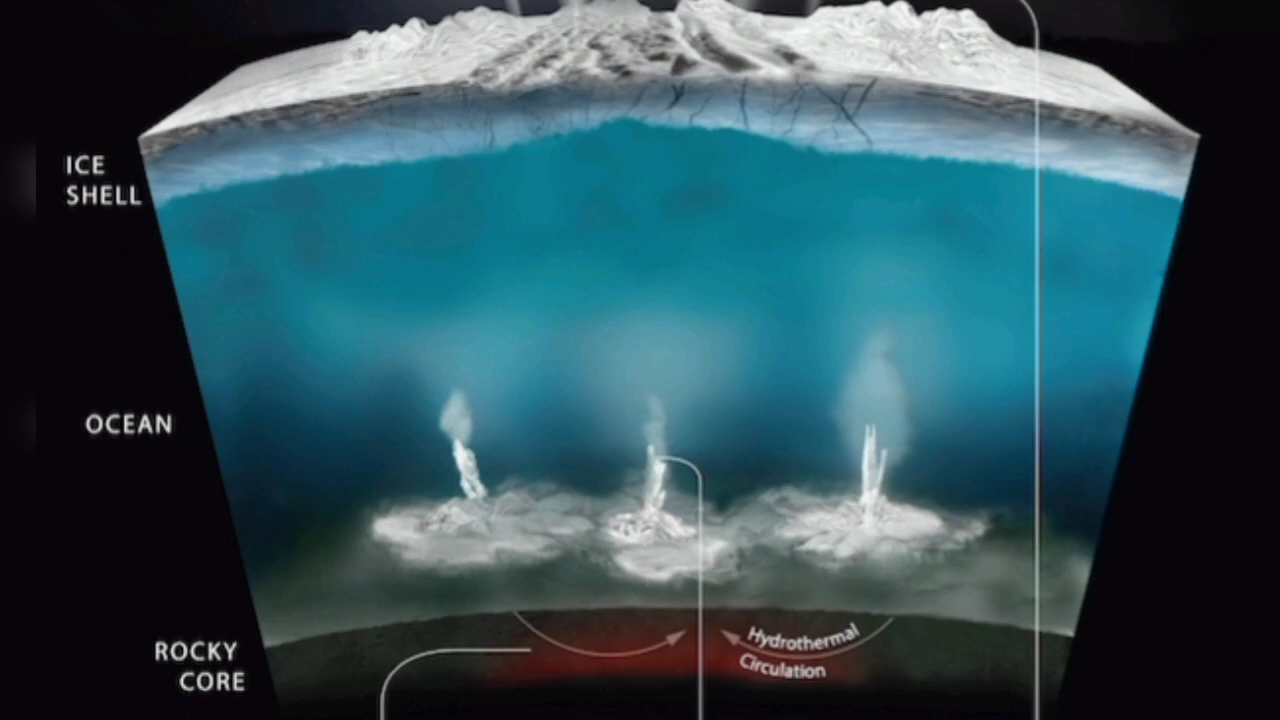 ICE
SHELL
OCEAN
ROCKY
CORE
Hydrothermal
Circulation